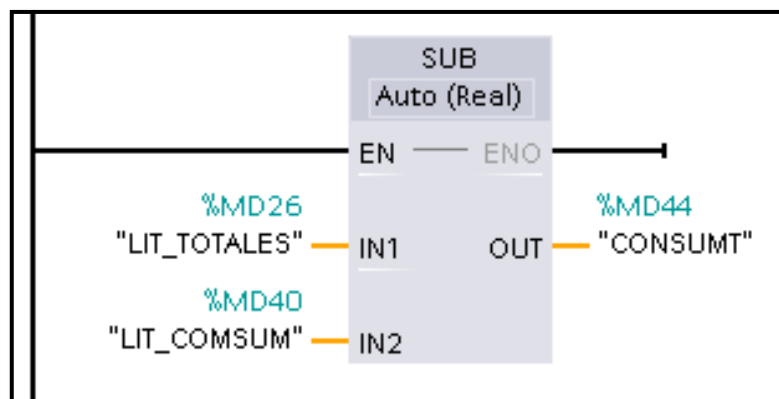 SUB
Auto (Real)
EN ENO
%MD26 %MD44
"LIT_TOTALES" IN1 OUT "CONSUMT"
%MD40
"LIT_COMSUM" IN2